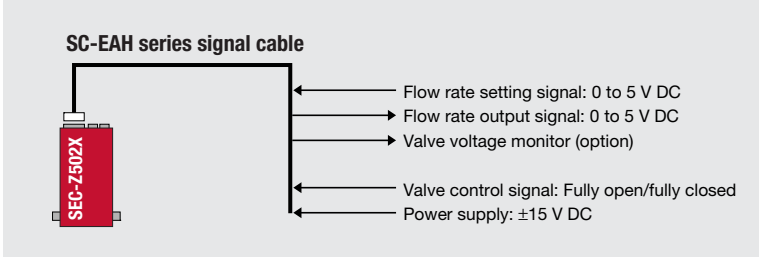 SC-EAH series signal cable
Flow rate setting signal: 0 to 5 V DC
Flow rate output signal: 0 to 5 V DC
Valve voltage monitor (option)
Valve control signal: Fully open/fully closed
Power supply: ±15 V DC
SEC-Z502X